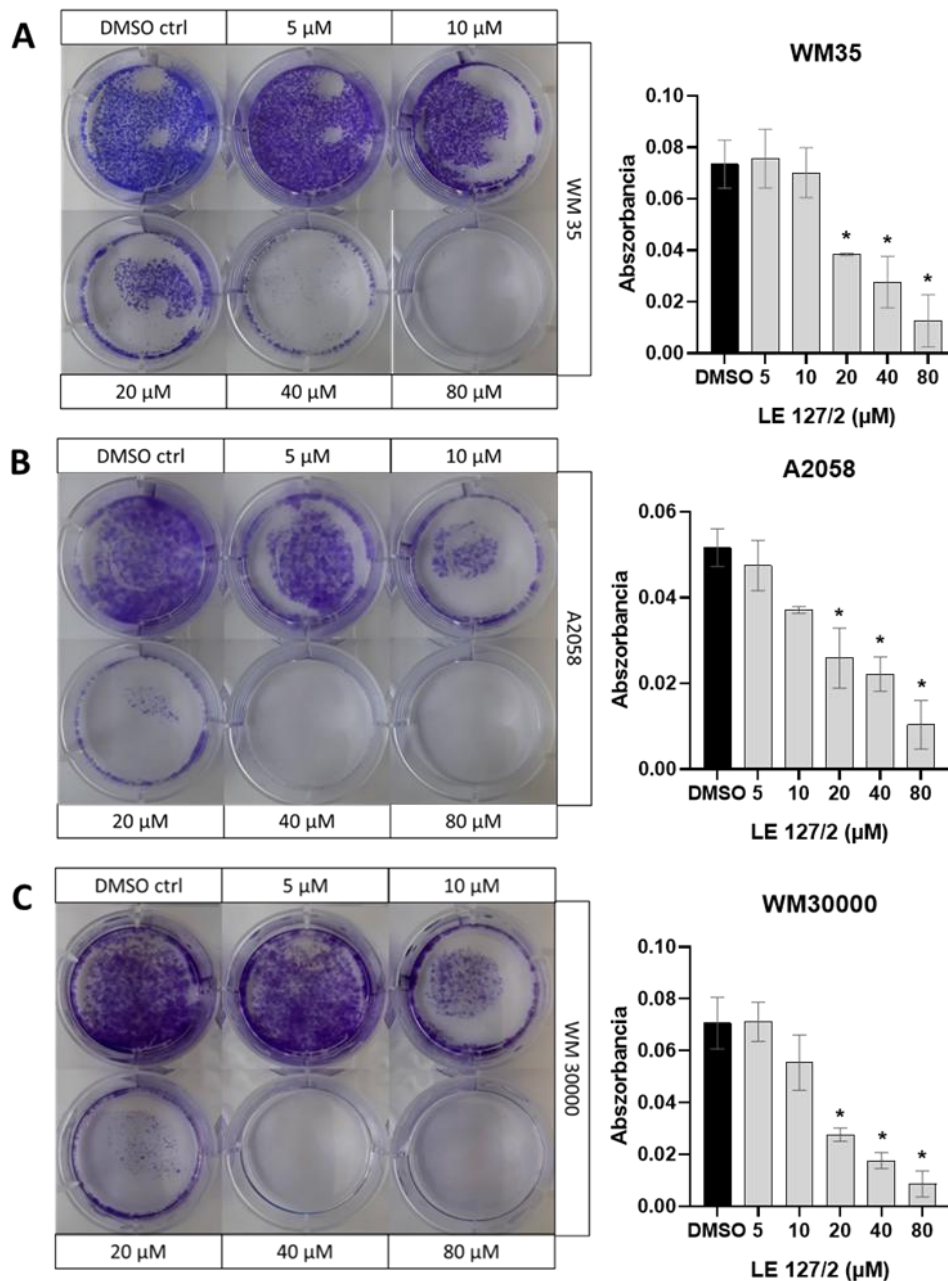 A
DMSO ctrl
5 µM
10 µM
WM 35
20 µM
40 µM
80 µM
WM35
Abszorbancia
0.10
0.08
0.06
0.04
0.02
0.00
* * *
DMSO 5 10 20 40 80
LE 127/2 (µM)
B
DMSO ctrl
5 µM
10 µM
A2058
20 µM
40 µM
80 µM
A2058
Abszorbancia
0.06
0.04
0.02
0.00
* * *
DMSO 5 10 20 40 80
LE 127/2 (µM)
C
DMSO ctrl
5 µM
10 µM
WM 30000
20 µM
40 µM
80 µM
WM30000
Abszorbancia
0.10
0.08
0.06
0.04
0.02
0.00
* * *
DMSO 5 10 20 40 80
LE 127/2 (µM)